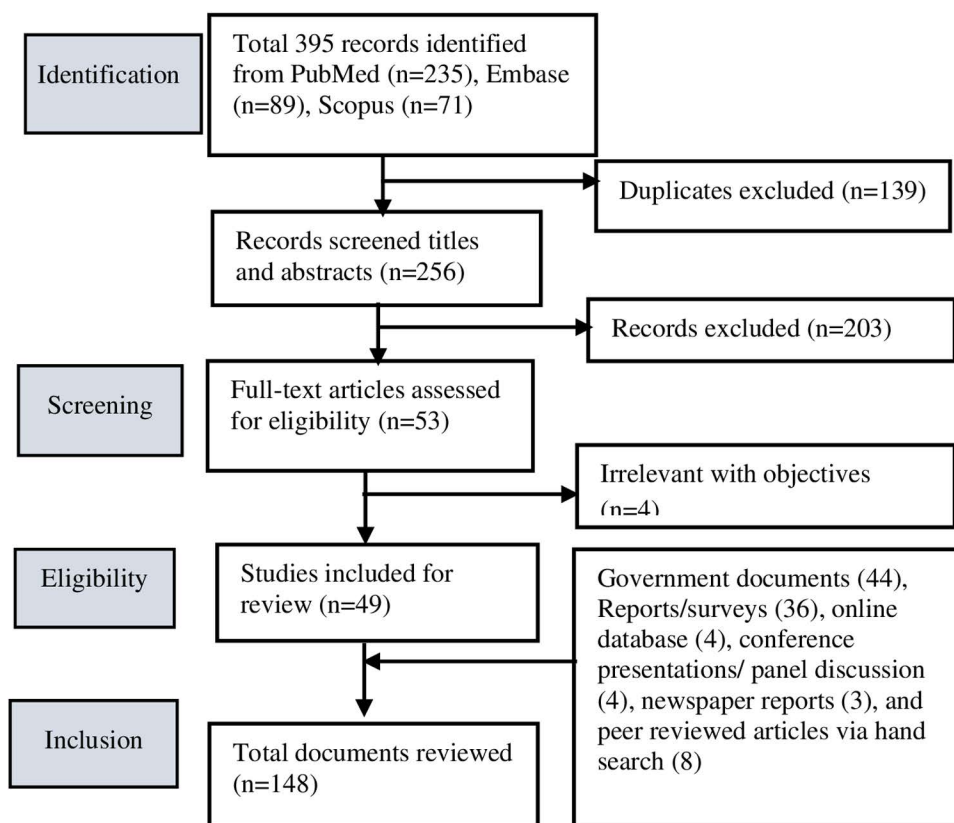 Identification
Total 395 records identified
from PubMed (n=235), Embase
(n=89), Scopus (n=71)
Duplicates excluded (n=139)
Records screened titles
and abstracts (n=256)
Records excluded (n=203)
Screening
Full-text articles assessed
for eligibility (n=53)
Irrelevant with objectives
(n=4)
Eligibility
Studies included for
review (n=49)
Government documents (44),
Reports/surveys (36), online
database (4), conference
presentations/ panel discussion
(4), newspaper reports (3), and
peer reviewed articles via hand
search (8)
Inclusion
Total documents reviewed
(n=148)